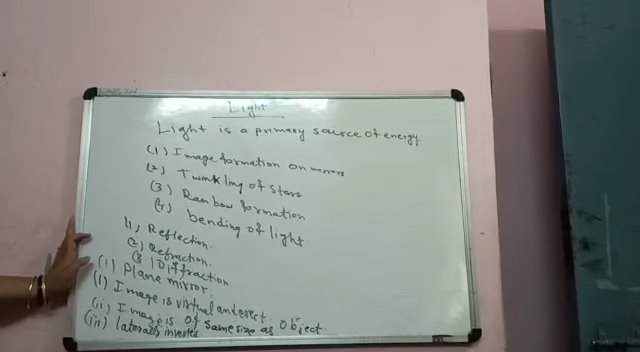 Light
Light is a primary source of energy
(1) Image formation on mirrors
(2) Twinkling of stars
(3) Rainbow formation
(4) bending of light
(1) Reflection.
(2) Refraction.
(3) Diffraction
(1) Plane mirror.
(i) Image is virtual and erect.
(ii) Image is of same size as object.
(iii) laterally inverted